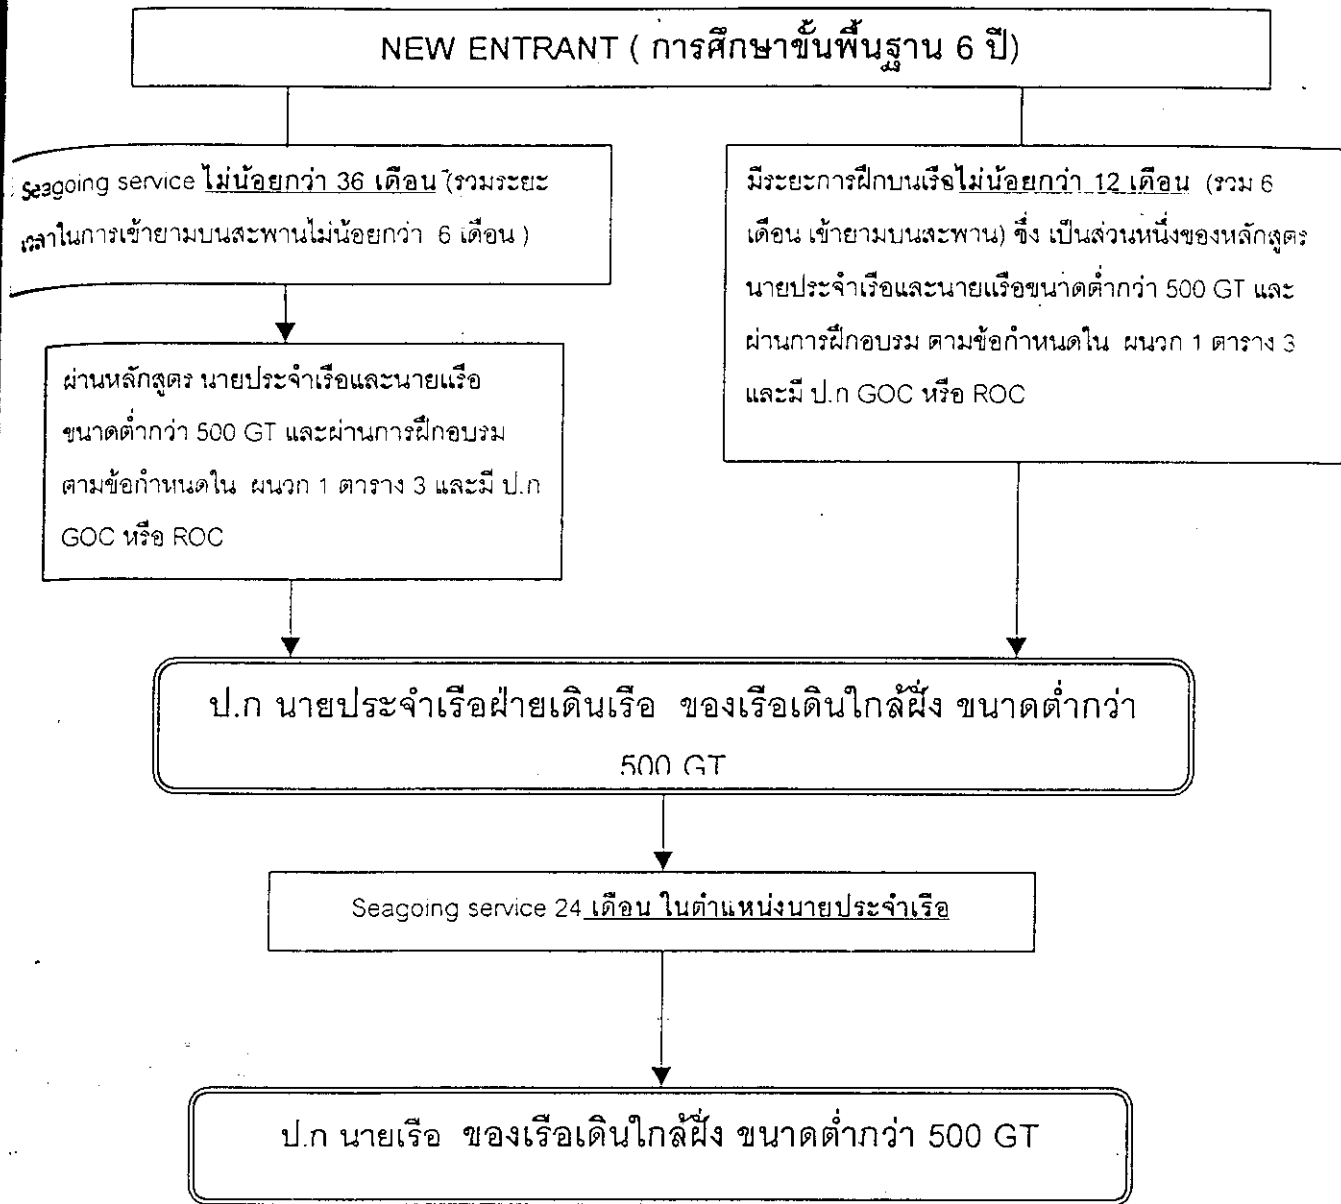 NEW ENTRANT ( การศึกษาขั้นพื้นฐาน 6 ปี)
Seagoing service ไม่น้อยกว่า 36 เดือน (รวมระยะ
เวลาในการเข้ายามบนสะพานไม่น้อยกว่า 6 เดือน )
ผ่านหลักสูตร นายประจำเรือและนายเรือ
ขนาดต่ำกว่า 500 GT และผ่านการฝึกอบรม
ตามข้อกำหนดใน ผนวก 1 ตาราง 3 และมี ป.ก
GOC หรือ ROC
มีระยะการฝึกบนเรือไม่น้อยกว่า 12 เดือน (รวม 6
เดือน เข้ายามบนสะพาน) ซึ่ง เป็นส่วนหนึ่งของหลักสูตร
นายประจำเรือและนายเรือขนาดต่ำกว่า 500 GT และ
ผ่านการฝึกอบรม ตามข้อกำหนดใน ผนวก 1 ตาราง 3
และมี ป.ก GOC หรือ ROC
ป.ก นายประจำเรือฝ่ายเดินเรือ ของเรือเดินใกล้ฝั่ง ขนาดต่ำกว่า
500 GT
Seagoing service 24 เดือน ในตำแหน่งนายประจำเรือ
ป.ก นายเรือ ของเรือเดินใกล้ฝั่ง ขนาดต่ำกว่า 500 GT